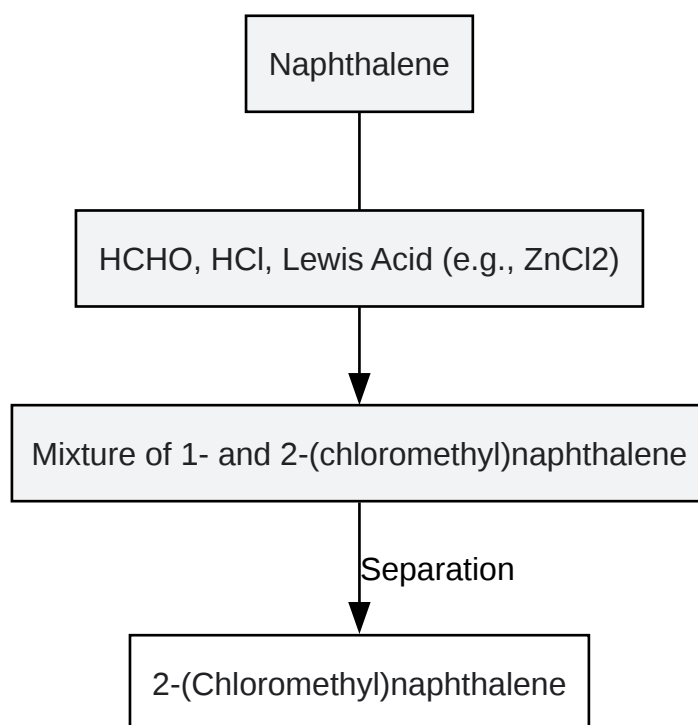 Naphthalene
HCHO, HCl, Lewis Acid (e.g., ZnCl2)
Mixture of 1- and 2-(chloromethyl)naphthalene
Separation
2-(Chloromethyl)naphthalene